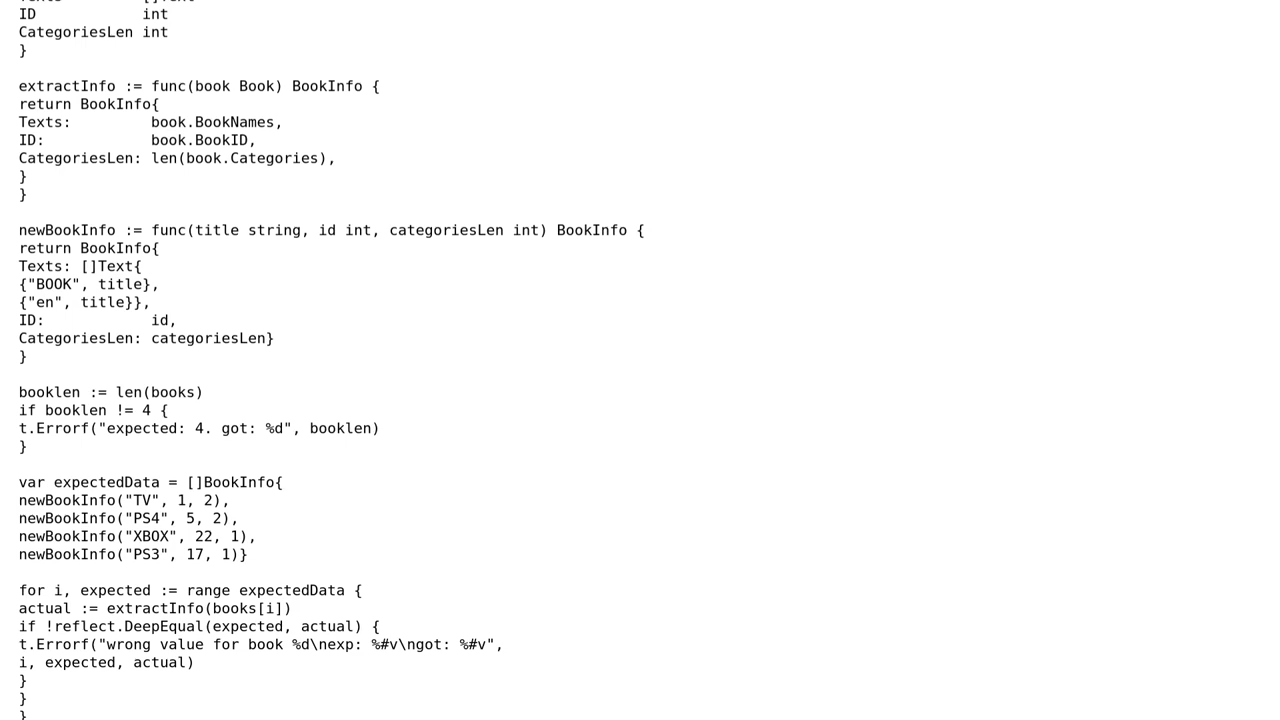 ID            int
CategoriesLen int
}

extractInfo := func(book Book) BookInfo {
return BookInfo{
Texts:         book.BookNames,
ID:            book.BookID,
CategoriesLen: len(book.Categories),
}
}

newBookInfo := func(title string, id int, categoriesLen int) BookInfo {
return BookInfo{
Texts: []Text{
{"BOOK", title},
{"en", title}},
ID:            id,
CategoriesLen: categoriesLen}
}

booklen := len(books)
if booklen != 4 {
t.Errorf("expected: 4. got: %d", booklen)
}

var expectedData = []BookInfo{
newBookInfo("TV", 1, 2),
newBookInfo("PS4", 5, 2),
newBookInfo("XBOX", 22, 1),
newBookInfo("PS3", 17, 1)}

for i, expected := range expectedData {
actual := extractInfo(books[i])
if !reflect.DeepEqual(expected, actual) {
t.Errorf("wrong value for book %d\nexp: %#v\ngot: %#v",
i, expected, actual)
}
}
}